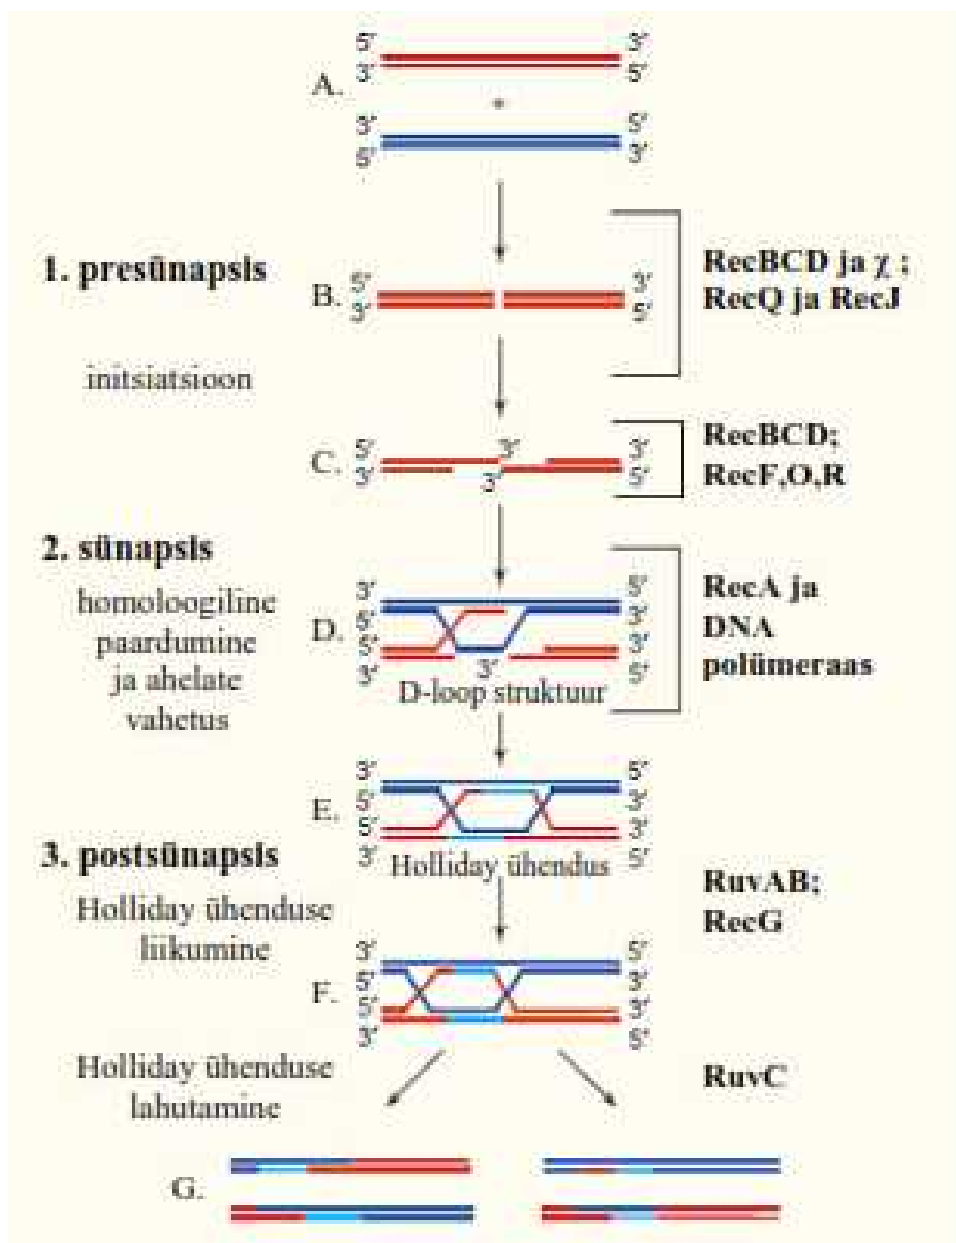 5' 3'
3' 5'
A.
+
3' 5'
5' 3'
1. presünapsis
RecBCD ja χ ;
RecQ ja RecJ
B.
5' 3'
3' 5'
initsiatsioon
RecBCD;
RecF,O,R
C.
5' 3' 3'
3' 3' 5'
2. sünapsis
homoloogiline
paardumine
ja ahelate
vahetus
RecA ja
DNA
polümeraas
D.
3' 5'
5' 3'
5' 3'
3' 3' 5'
D-loop struktuur
E.
3' 5'
5' 3'
5' 3'
3' 5'
Holliday ühendus
3. postsünapsis
Holliday ühenduse
liikumine
RuvAB;
RecG
F.
3' 5'
5' 3'
5' 3'
3' 5'
Holliday ühenduse
lahutamine
RuvC
G.